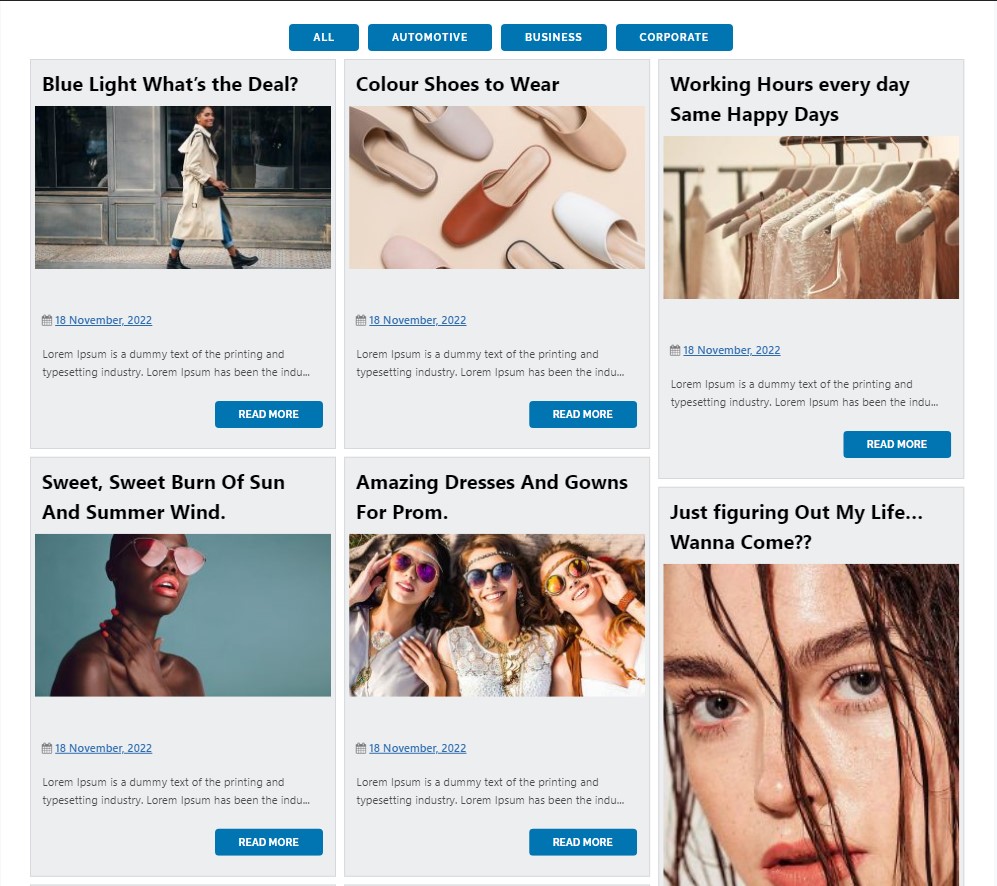 ALL AUTOMOTIVE BUSINESS CORPORATE
Blue Light What’s the Deal?
18 November, 2022
Lorem Ipsum is a dummy text of the printing and
typesetting industry. Lorem Ipsum has been the indu...
READ MORE
Colour Shoes to Wear
18 November, 2022
Lorem Ipsum is a dummy text of the printing and
typesetting industry. Lorem Ipsum has been the indu...
READ MORE
Working Hours every day
Same Happy Days
18 November, 2022
Lorem Ipsum is a dummy text of the printing and
typesetting industry. Lorem Ipsum has been the indu...
READ MORE
Sweet, Sweet Burn Of Sun
And Summer Wind.
18 November, 2022
Lorem Ipsum is a dummy text of the printing and
typesetting industry. Lorem Ipsum has been the indu...
READ MORE
Amazing Dresses And Gowns
For Prom.
18 November, 2022
Lorem Ipsum is a dummy text of the printing and
typesetting industry. Lorem Ipsum has been the indu...
READ MORE
Just figuring Out My Life...
Wanna Come??